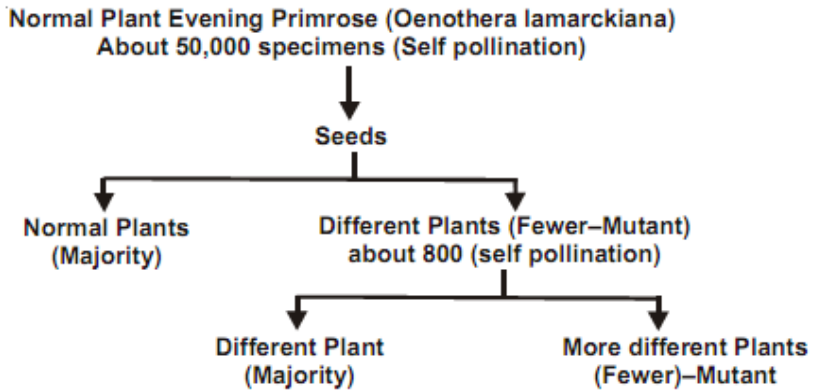 Normal Plant Evening Primrose (Oenothera lamarckiana)
About 50,000 specimens (Self pollination)
Seeds
Normal Plants
(Majority)
Different Plants (Fewer–Mutant)
about 800 (self pollination)
Different Plant
(Majority)
More different Plants
(Fewer)–Mutant